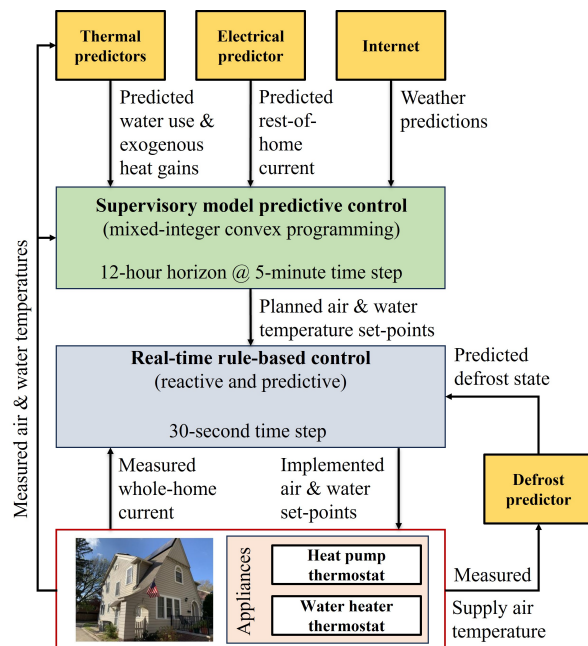 Thermal
predictors
Electrical
predictor
Internet
Predicted
water use &
exogenous
heat gains
Predicted
rest-of-
home
current
Weather
predictions
Supervisory model predictive control
(mixed-integer convex programming)
12-hour horizon @ 5-minute time step
Planned air & water
temperature set-points
Real-time rule-based control
(reactive and predictive)
30-second time step
Predicted
defrost state
Measured air & water temperatures
Measured
whole-home
current
Implemented
air & water
set-points
Defrost
predictor
Appliances
Heat pump
thermostat
Water heater
thermostat
Measured
Supply air
temperature